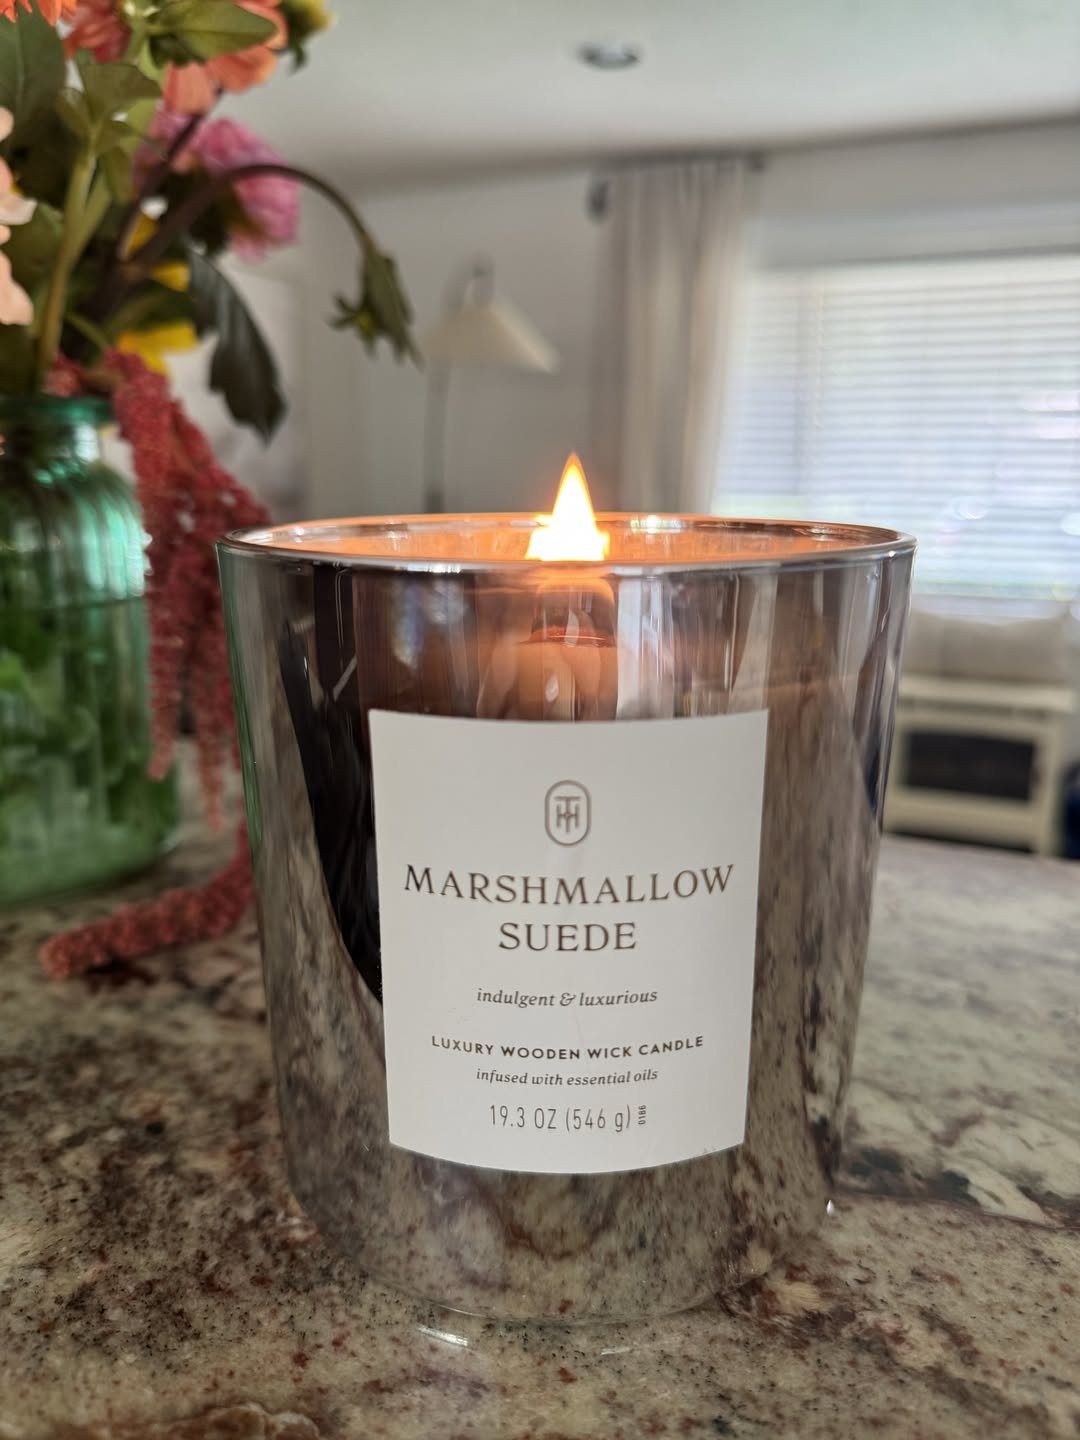 TH
MARSHMALLOW
SUEDE
indulgent & luxurious
LUXURY WOODEN WICK CANDLE
infused with essential oils
19.3 OZ (546 g) 0186